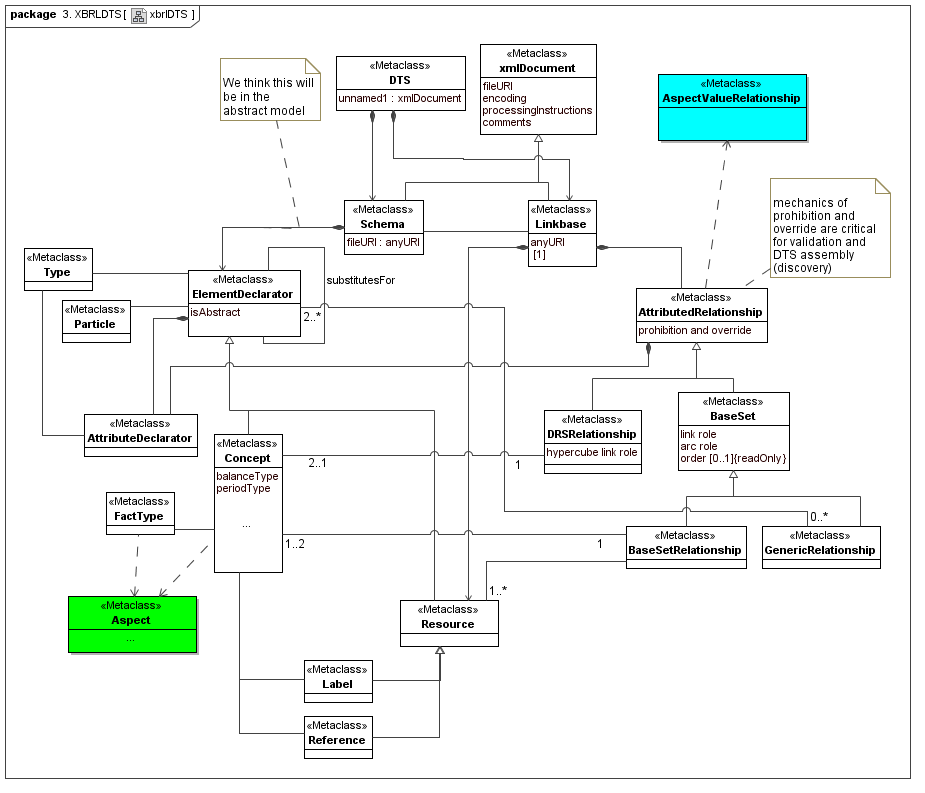 package 3. XBRLDTS [ xbrlDTS ]
We think this will
be in the
abstract model
«Metaclass»
DTS
unnamed1 : xmlDocument
«Metaclass»
xmlDocument
fileURI
encoding
processingInstructions
comments
«Metaclass»
AspectValueRelationship
mechanics of
prohibition and
override are critical
for validation and
DTS assembly
(discovery)
«Metaclass»
Schema
fileURI : anyURI
«Metaclass»
Linkbase
anyURI
[1]
«Metaclass»
Type
«Metaclass»
ElementDeclarator
isAbstract
substitutesFor
2..*
«Metaclass»
Particle
«Metaclass»
AttributedRelationship
prohibition and override
«Metaclass»
AttributeDeclarator
«Metaclass»
Concept
balanceType
periodType
...
2..1
1
«Metaclass»
DRSRelationship
hypercube link role
«Metaclass»
BaseSet
link role
arc role
order [0..1]{readOnly}
«Metaclass»
FactType
1..2
1
«Metaclass»
BaseSetRelationship
0..*
«Metaclass»
GenericRelationship
«Metaclass»
Aspect
...
1..*
«Metaclass»
Resource
«Metaclass»
Label
«Metaclass»
Reference